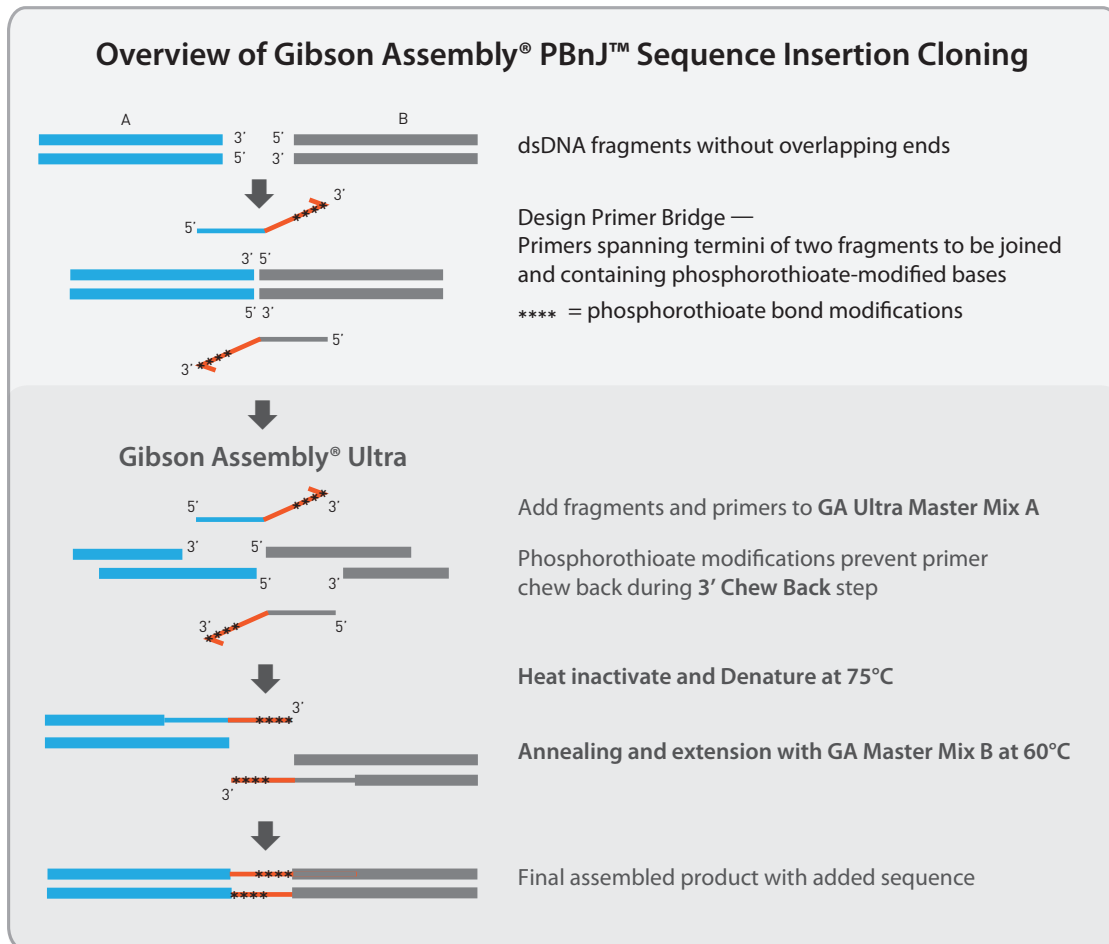 Overview of Gibson Assembly® PBnJ™ Sequence Insertion Cloning
A
B
3’ 5’
5’ 3’
dsDNA fragments without overlapping ends
3’
5’
Design Primer Bridge —
Primers spanning termini of two fragments to be joined
and containing phosphorothioate-modified bases
3’ 5’
5’ 3’
**** = phosphorothioate bond modifications
5’
3’
Gibson Assembly® Ultra
5’
3’
Add fragments and primers to GA Ultra Master Mix A
3’ 5’
5’ 3’
Phosphorothioate modifications prevent primer
chew back during 3’ Chew Back step
3’
5’
Heat inactivate and Denature at 75°C
3’
Annealing and extension with GA Master Mix B at 60°C
3’
Final assembled product with added sequence